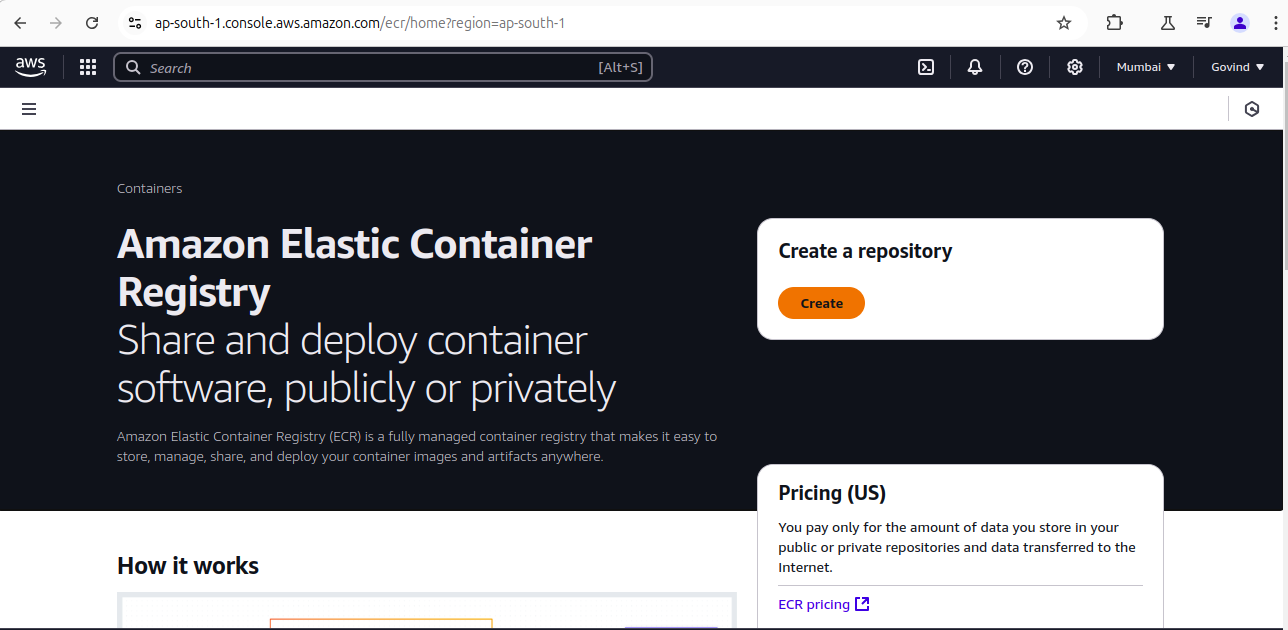 ap-south-1.console.aws.amazon.com/ecr/home?region=ap-south-1
aws
Search
[Alt+S]
Mumbai
Govind
Containers
Amazon Elastic Container
Registry
Share and deploy container
software, publicly or privately
Amazon Elastic Container Registry (ECR) is a fully managed container registry that makes it easy to
store, manage, share, and deploy your container images and artifacts anywhere.
Create a repository
Create
Pricing (US)
You pay only for the amount of data you store in your
public or private repositories and data transferred to the
Internet.
ECR pricing
How it works